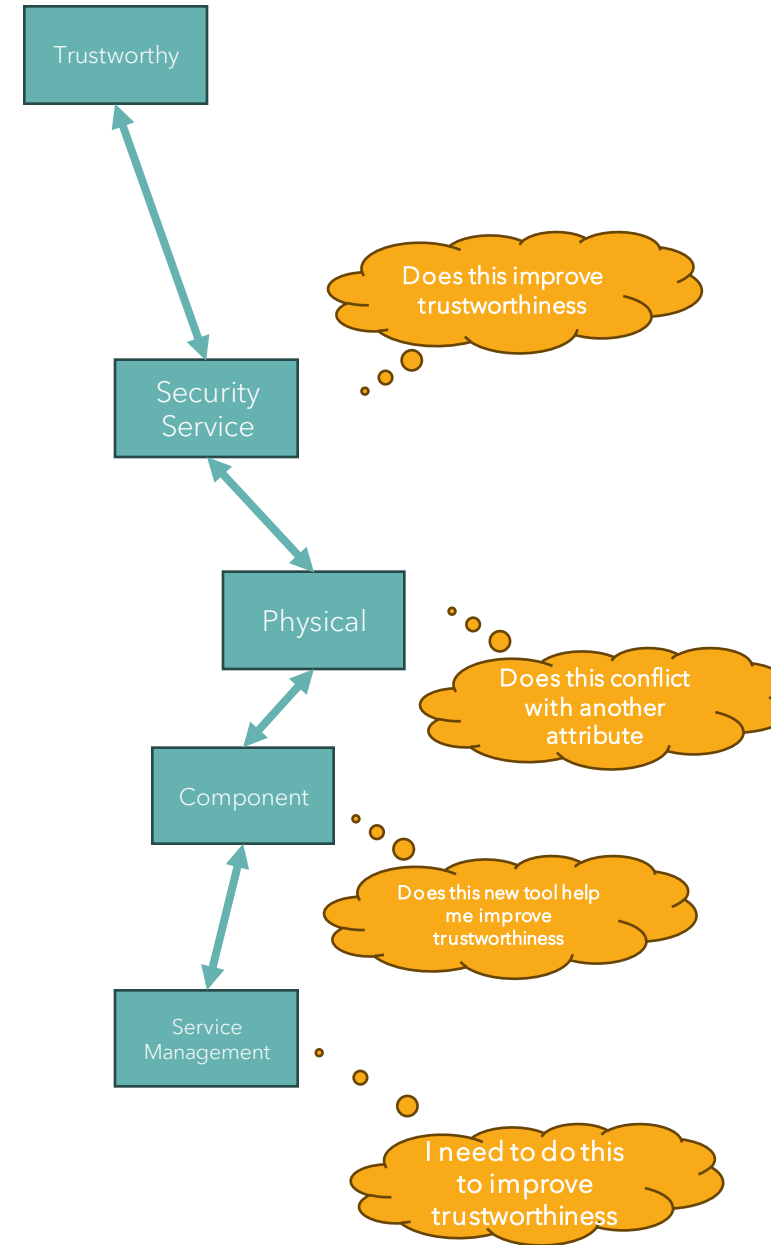 Trustworthy
Does this improve
trustworthiness
Security
Service
Physical
Does this conflict
with another
attribute
Component
Does this new tool help
me improve
trustworthiness
Service
Management
I need to do this
to improve
trustworthiness